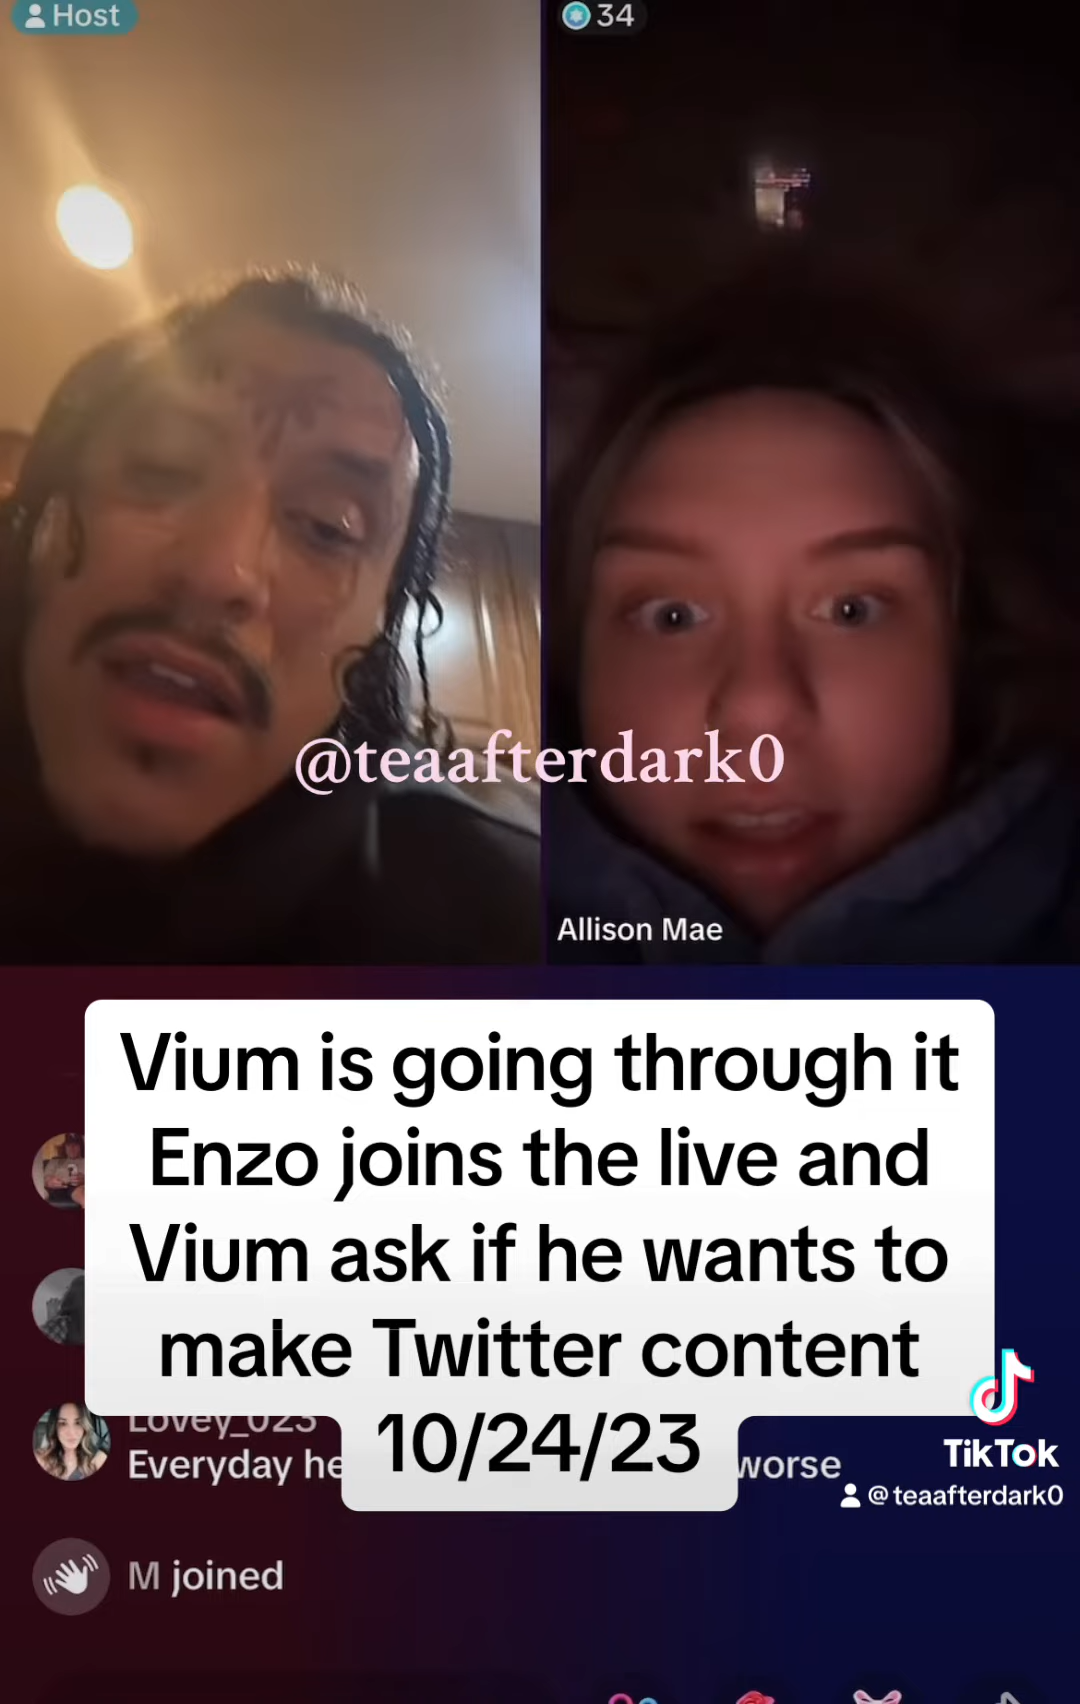 Host
34
@teaafterdark0
Allison Mae
Vium is going through it
Enzo joins the live and
Vium ask if he wants to
make Twitter content
10/24/23
Lovey_023
Everyday he worse
TikTok
@teaafterdark0
M joined